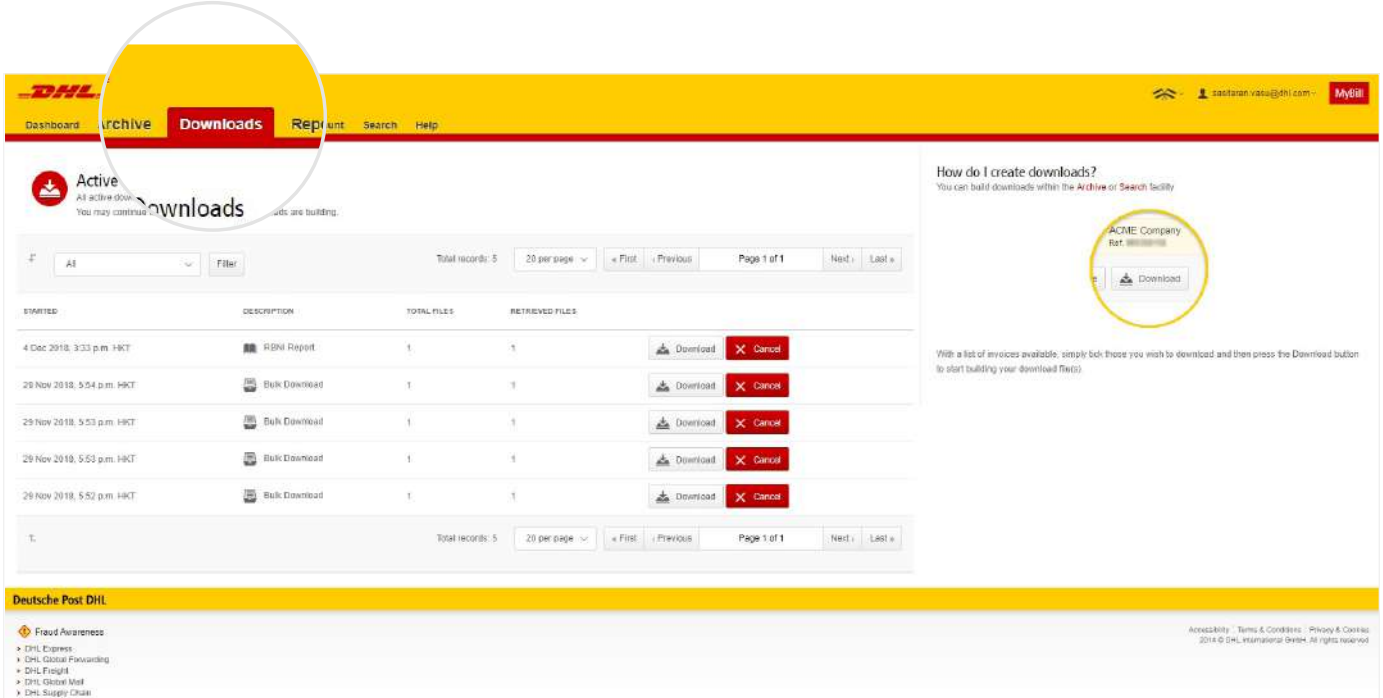 DHL
MyBill
Dashboard Archive Downloads Search Help
Active Downloads
You may continue
are building.
All Filter Total records: 5 20 per page « First ‹ Previous Page 1 of 1 Next › Last »
STARTED DESCRIPTION TOTAL FILES RETRIEVED FILES
4 Dec 2018, 3:33 p.m. HKT RBNI Report 1 1 Download Cancel
29 Nov 2018, 5:54 p.m. HKT Bulk Download 1 1 Download Cancel
29 Nov 2018, 5:53 p.m. HKT Bulk Download 1 1 Download Cancel
29 Nov 2018, 5:53 p.m. HKT Bulk Download 1 1 Download Cancel
29 Nov 2018, 5:52 p.m. HKT Bulk Download 1 1 Download Cancel
Total records: 5 20 per page « First ‹ Previous Page 1 of 1 Next › Last »
How do I create downloads?
You can build downloads within the Archive or Search facility
ACME Company
Ref.
Download
With a list of invoices available, simply tick those you wish to download and then press the Download button
to start building your download file(s).
Deutsche Post DHL
Fraud Awareness
DHL Express
DHL Global Forwarding
DHL Freight
DHL Global Mail
DHL Supply Chain
Accessibility Terms & Conditions Privacy & Cookies
2014 © DHL International GmbH. All rights reserved